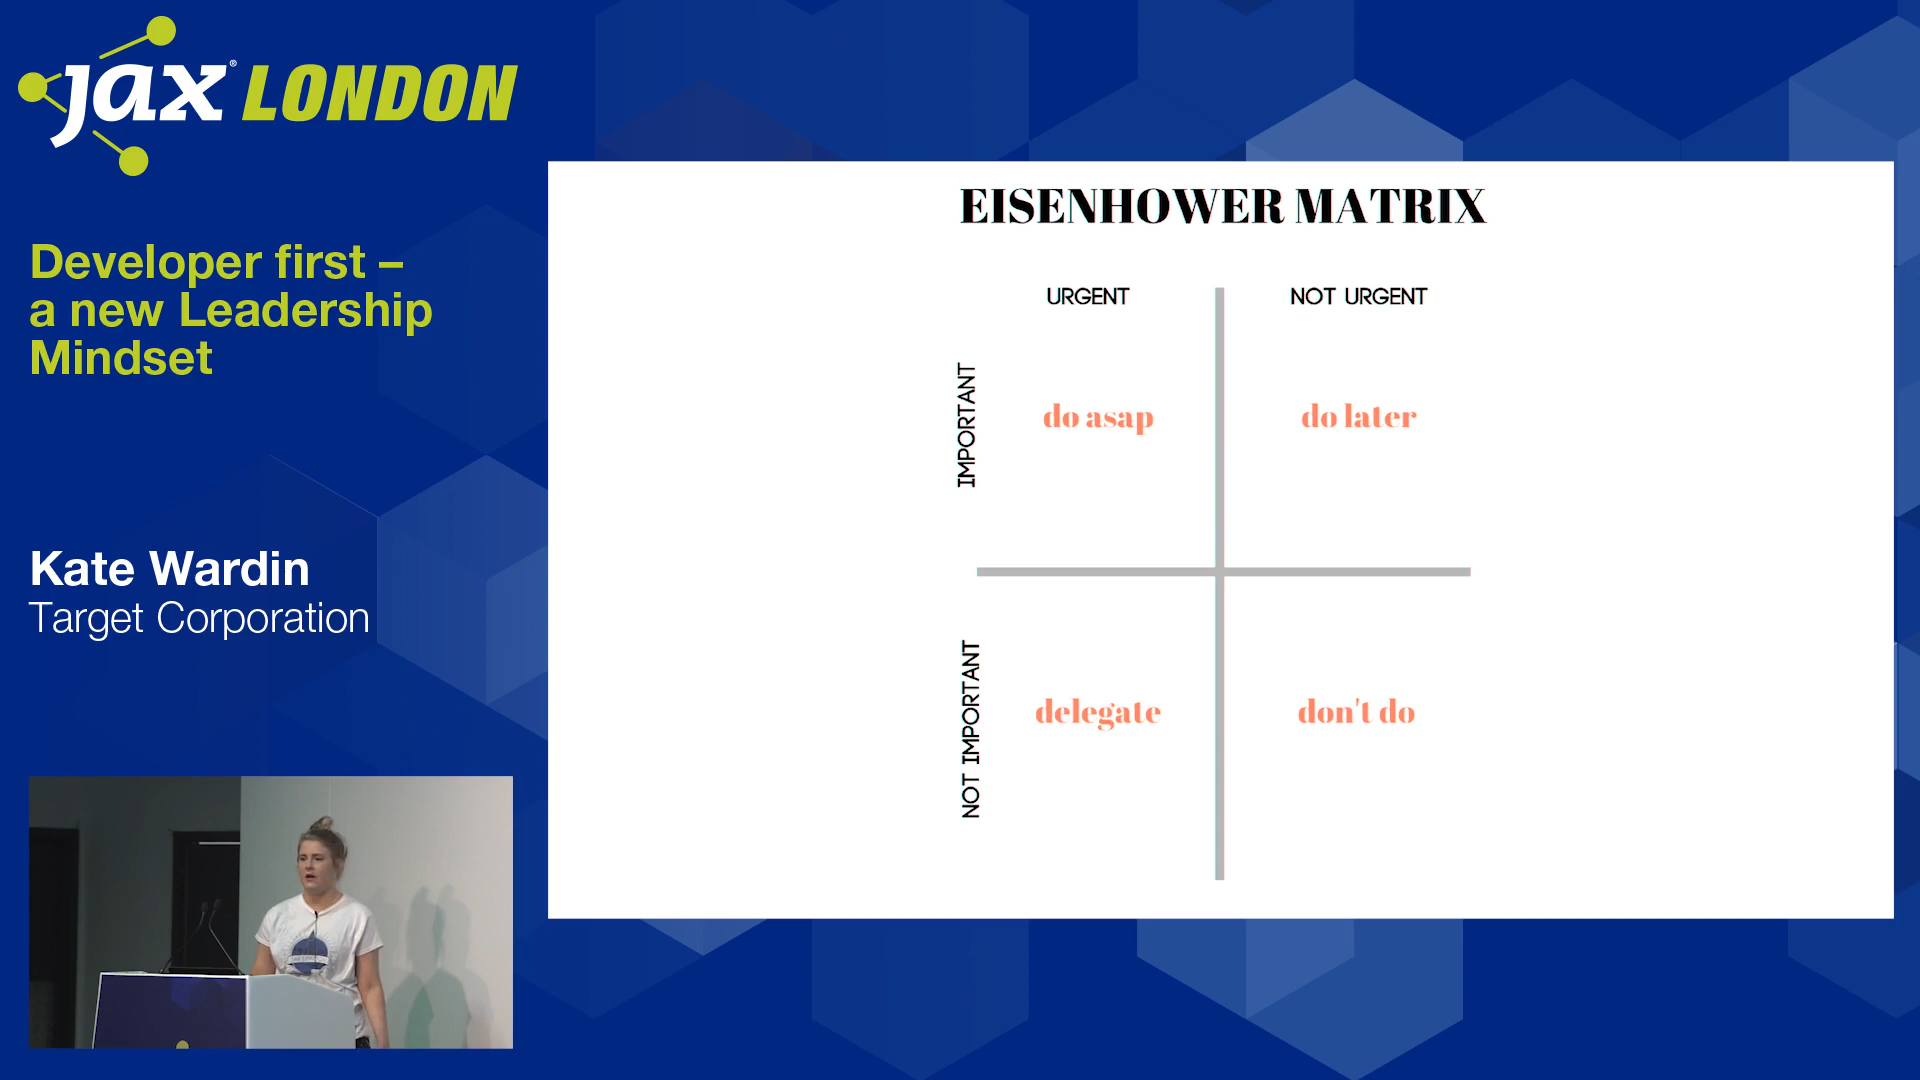 jax® LONDON
Developer first –
a new Leadership
Mindset
Kate Wardin
Target Corporation
EISENHOWER MATRIX
URGENT
NOT URGENT
IMPORTANT
do asap
do later
NOT IMPORTANT
delegate
don't do